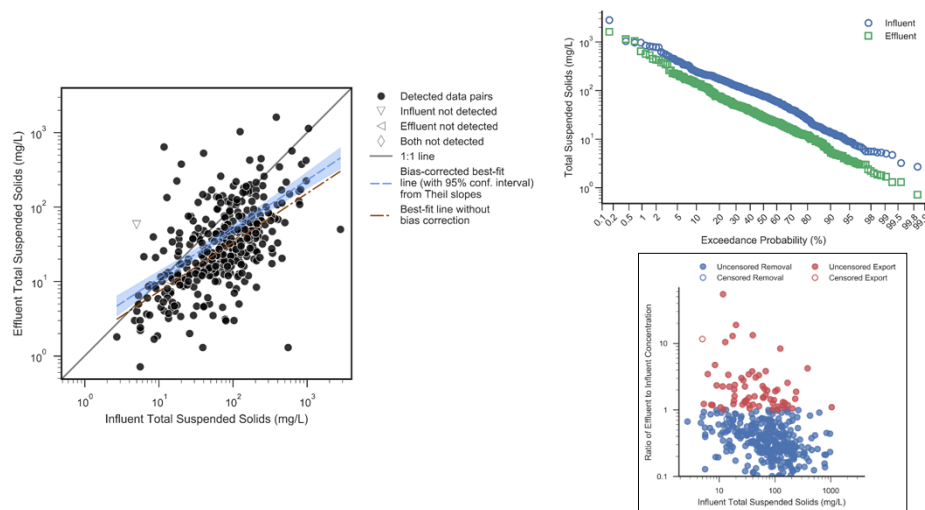 Effluent Total Suspended Solids (mg/L)
10³
10²
10¹
10⁰
10⁰ 10¹ 10² 10³
Influent Total Suspended Solids (mg/L)
Detected data pairs
Influent not detected
Effluent not detected
Both not detected
1:1 line
Bias-corrected best-fit
line (with 95% conf. interval)
from Theil slopes
Best-fit line without
bias correction
Total Suspended Solids (mg/L)
10³
10²
10¹
10⁰
Influent
Effluent
0.1 0.2 0.5 1 2 5 10 20 30 40 50 60 70 80 90 95 98 99 99.5 99.8 99.9
Exceedance Probability (%)
Uncensored Removal
Censored Removal
Uncensored Export
Censored Export
Ratio of Effluent to Influent Concentration
10
1
0.1
10 100 1000
Influent Total Suspended Solids (mg/L)